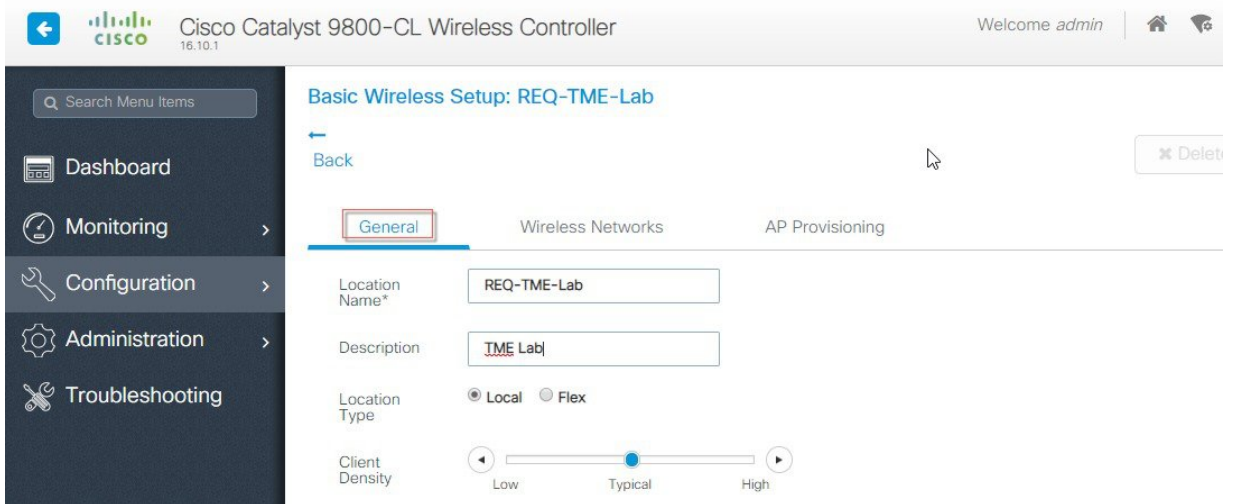 CISCO Cisco Catalyst 9800-CL Wireless Controller Welcome admin
16.10.1
Search Menu Items
Basic Wireless Setup: REQ-TME-Lab
Back
Delete
Dashboard
Monitoring
Configuration
Administration
Troubleshooting
General Wireless Networks AP Provisioning
Location
Name*
REQ-TME-Lab
Description TME Lab
Location
Type
Local Flex
Client
Density
Low Typical High